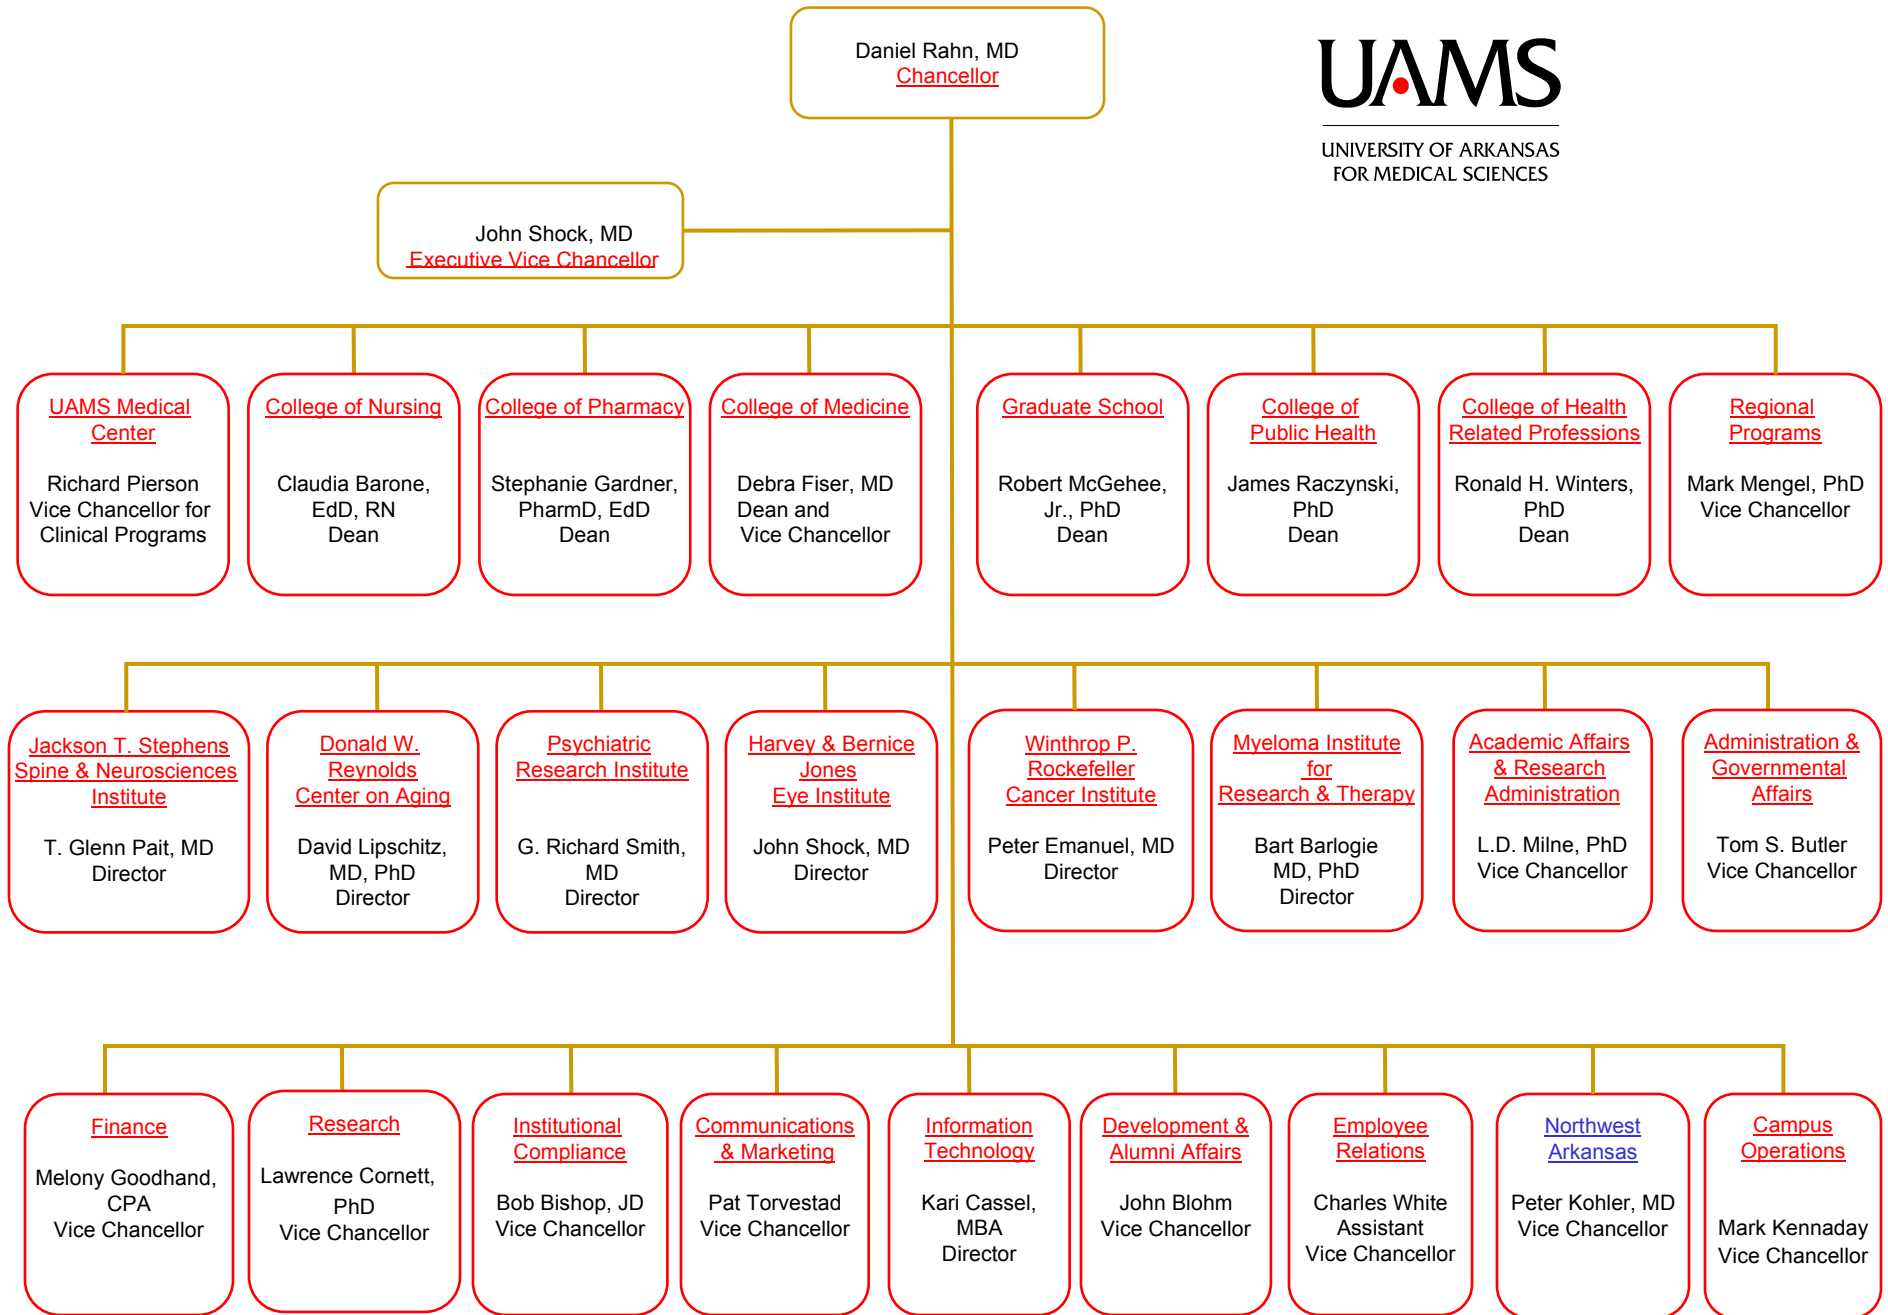 Daniel Rahn, MD
Chancellor
UAMS
UNIVERSITY OF ARKANSAS
FOR MEDICAL SCIENCES
John Shock, MD
Executive Vice Chancellor
UAMS Medical
Center
Richard Pierson
Vice Chancellor for
Clinical Programs
College of Nursing
Claudia Barone,
EdD, RN
Dean
College of Pharmacy
Stephanie Gardner,
PharmD, EdD
Dean
College of Medicine
Debra Fiser, MD
Dean and
Vice Chancellor
Graduate School
Robert McGehee,
Jr., PhD
Dean
College of
Public Health
James Raczynski,
PhD
Dean
College of Health
Related Professions
Ronald H. Winters,
PhD
Dean
Regional
Programs
Mark Mengel, PhD
Vice Chancellor
Jackson T. Stephens
Spine & Neurosciences
Institute
T. Glenn Pait, MD
Director
Donald W.
Reynolds
Center on Aging
David Lipschitz,
MD, PhD
Director
Psychiatric
Research Institute
G. Richard Smith,
MD
Director
Harvey & Bernice
Jones
Eye Institute
John Shock, MD
Director
Winthrop P.
Rockefeller
Cancer Institute
Peter Emanuel, MD
Director
Myeloma Institute
for
Research & Therapy
Bart Barlogie
MD, PhD
Director
Academic Affairs
& Research
Administration
L.D. Milne, PhD
Vice Chancellor
Administration &
Governmental
Affairs
Tom S. Butler
Vice Chancellor
Finance
Melony Goodhand,
CPA
Vice Chancellor
Research
Lawrence Cornett,
PhD
Vice Chancellor
Institutional
Compliance
Bob Bishop, JD
Vice Chancellor
Communications
& Marketing
Pat Torvestad
Vice Chancellor
Information
Technology
Kari Cassel,
MBA
Director
Development &
Alumni Affairs
John Blohm
Vice Chancellor
Employee
Relations
Charles White
Assistant
Vice Chancellor
Northwest
Arkansas
Peter Kohler, MD
Vice Chancellor
Campus
Operations
Mark Kennaday
Vice Chancellor